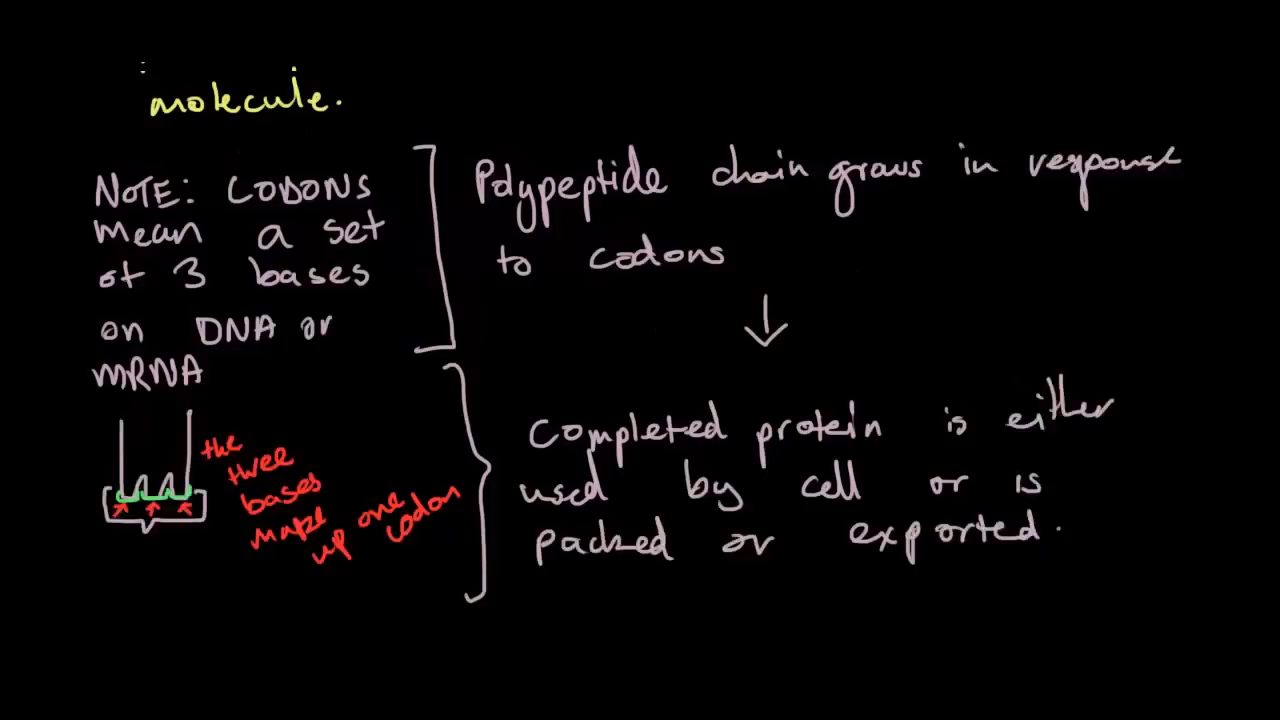 molecule.
NOTE: CODONS
mean a set
of 3 bases
on DNA or
MRNA
the
three
bases
make
up one
codon
Polypeptide chain grows in response
to codons
Completed protein is either
used by cell or is
packed or exported.